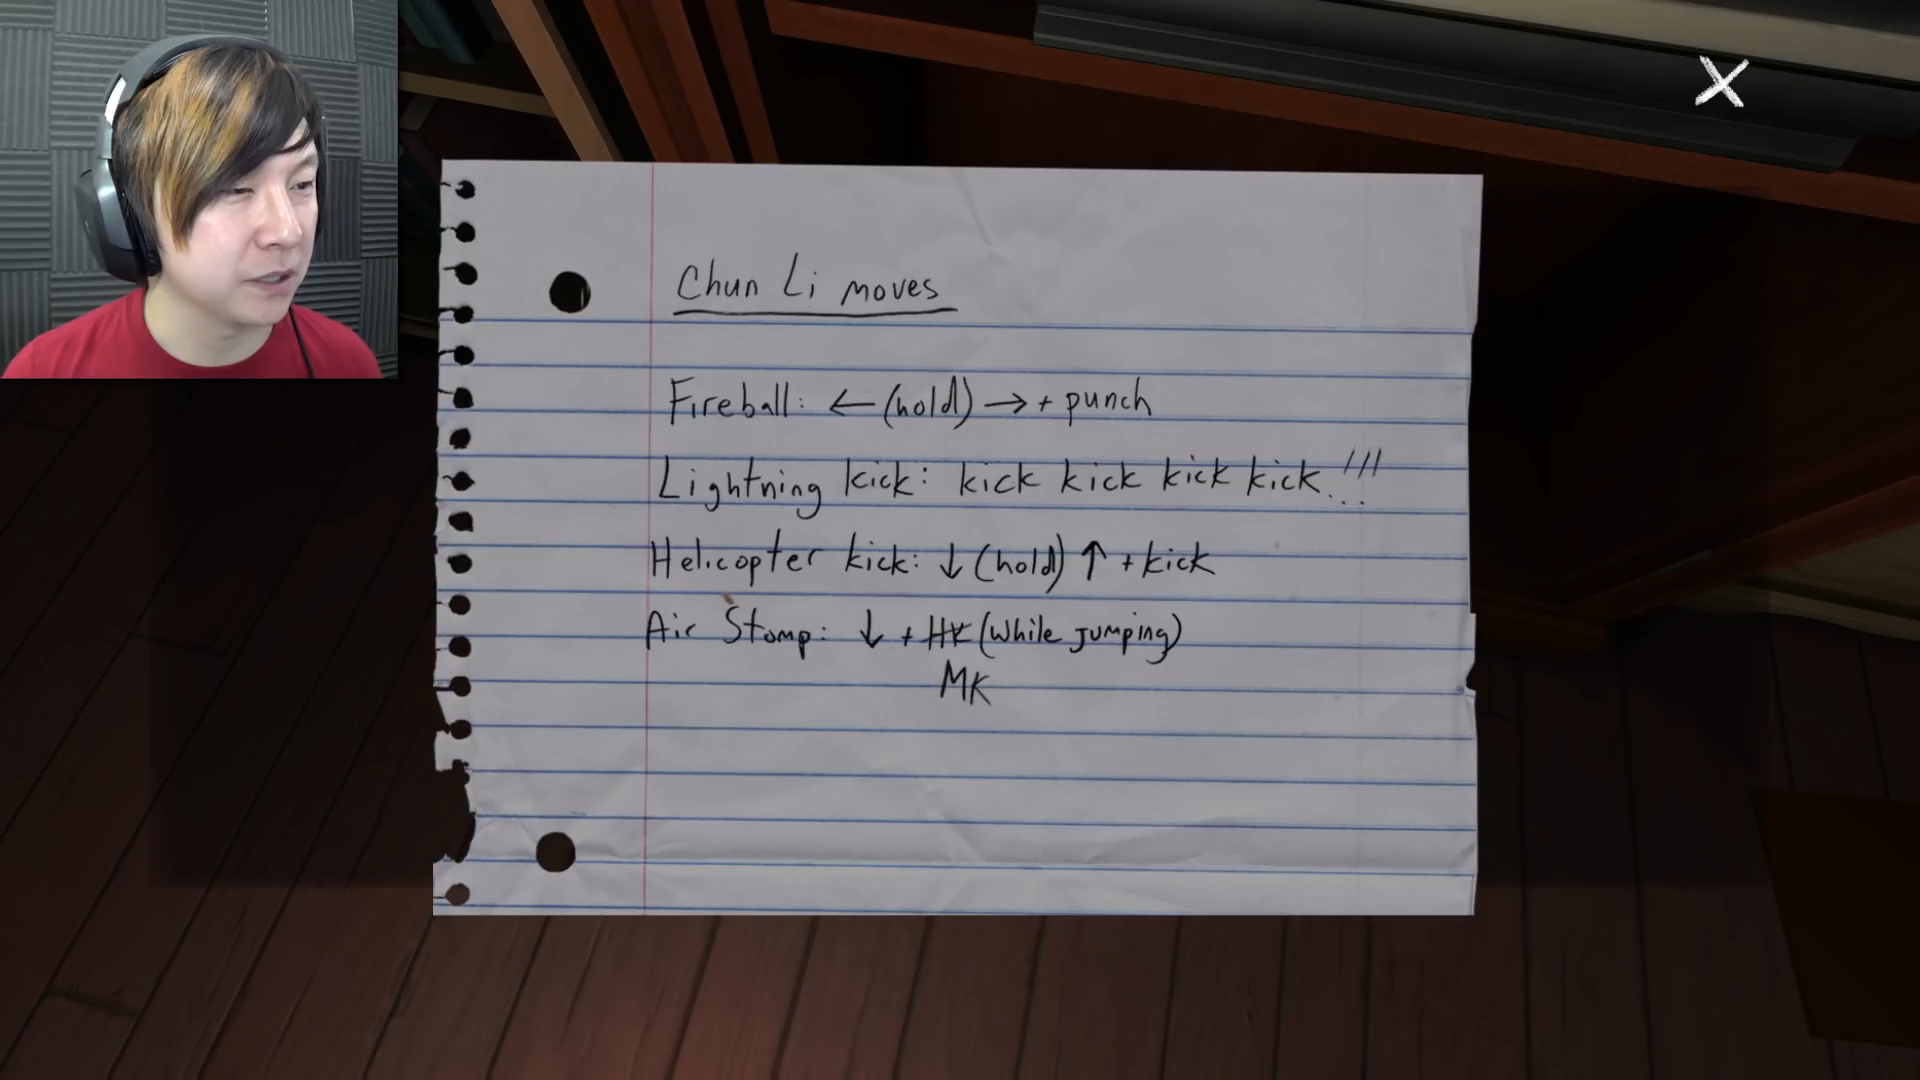 Chun Li moves
Fireball: ← (hold) → + punch
Lightning kick: kick kick kick kick...!!!
Helicopter kick: ↓ (hold) ↑ + kick
Air Stomp: ↓ + HK (while jumping)
MK